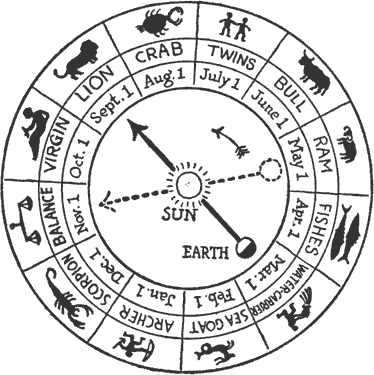 CRAB
TWINS
BULL
RAM
FISHES
WATER-CARRIER
SEA GOAT
ARCHER
SCORPION
BALANCE
VIRGIN
LION
Aug.1
July.1
June.1
May 1
Apr.1
Mar.1
Feb.1
Jan.1
Dec.1
Nov.1
Oct.1
Sept.1
SUN
EARTH